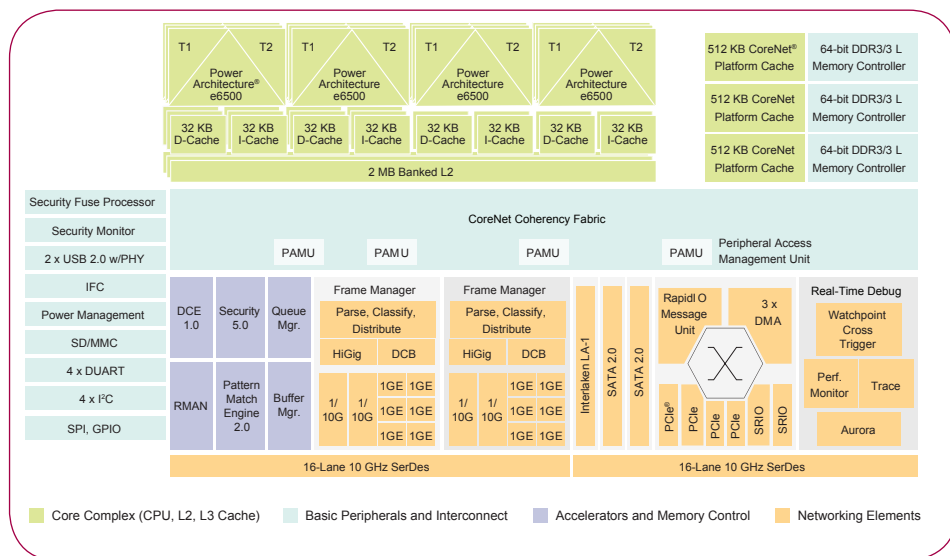 T1 T2 T1 T2 T1 T2 T1 T2
Power Architecture® e6500
Power Architecture e6500
Power Architecture e6500
Power Architecture e6500
32 KB D-Cache
32 KB I-Cache
32 KB D-Cache
32 KB I-Cache
32 KB D-Cache
32 KB I-Cache
32 KB D-Cache
32 KB I-Cache
2 MB Banked L2
512 KB CoreNet® Platform Cache
64-bit DDR3/3 L Memory Controller
512 KB CoreNet Platform Cache
64-bit DDR3/3 L Memory Controller
512 KB CoreNet Platform Cache
64-bit DDR3/3 L Memory Controller
Security Fuse Processor
Security Monitor
2 x USB 2.0 w/PHY
IFC
Power Management
SD/MMC
4 x DUART
4 x I²C
SPI, GPIO
CoreNet Coherency Fabric
PAMU
PAMU
PAMU
PAMU
Peripheral Access
Management Unit
DCE 1.0
Security 5.0
Queue Mgr.
RMAN
Pattern Match Engine 2.0
Buffer Mgr.
Frame Manager
Parse, Classify,
Distribute
HiGig DCB
1/ 10G
1/ 10G
1GE 1GE
1GE 1GE
1GE 1GE
Frame Manager
Parse, Classify,
Distribute
HiGig DCB
1/ 10G
1/ 10G
1GE 1GE
1GE 1GE
1GE 1GE
Interlaken LA-1
SATA 2.0
SATA 2.0
RapidI O
Message
Unit
3 x
DMA
PCIe®
PCIe
PCIe
PCIe
SRIO
SRIO
Real-Time Debug
Watchpoint
Cross
Trigger
Perf.
Monitor
Trace
Aurora
16-Lane 10 GHz SerDes
16-Lane 10 GHz SerDes
Core Complex (CPU, L2, L3 Cache)
Basic Peripherals and Interconnect
Accelerators and Memory Control
Networking Elements